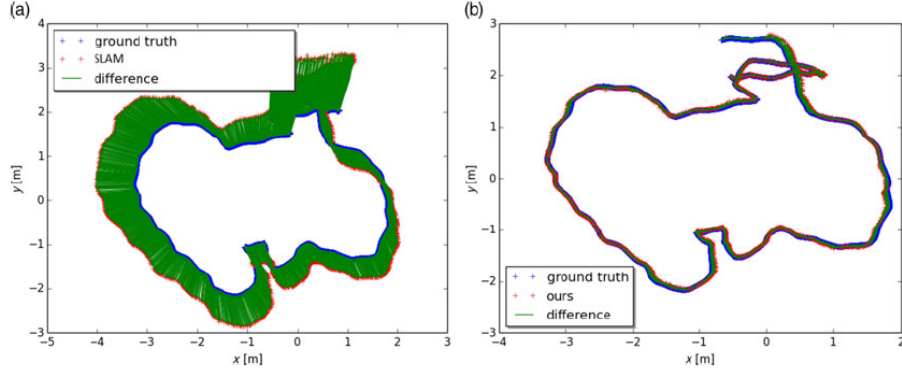 (a)
4
3
2
1
0
−1
−2
−3
y [m]
ground truth
SLAM
difference
−5 −4 −3 −2 −1 0 1 2 3
x [m]
(b)
3
2
1
0
−1
−2
−3
y [m]
ground truth
ours
difference
−4 −3 −2 −1 0 1 2
x [m]